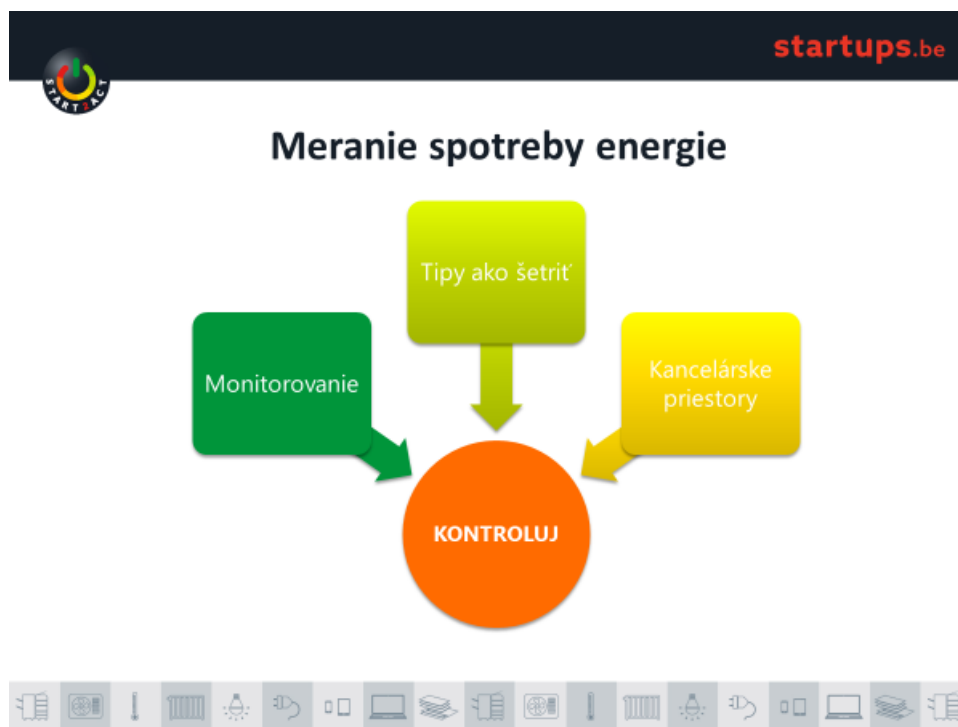 startups.be
START2ACT
Meranie spotreby energie
Tipy ako šetriť
Monitorovanie
Kancelárske
priestory
KONTROLUJ